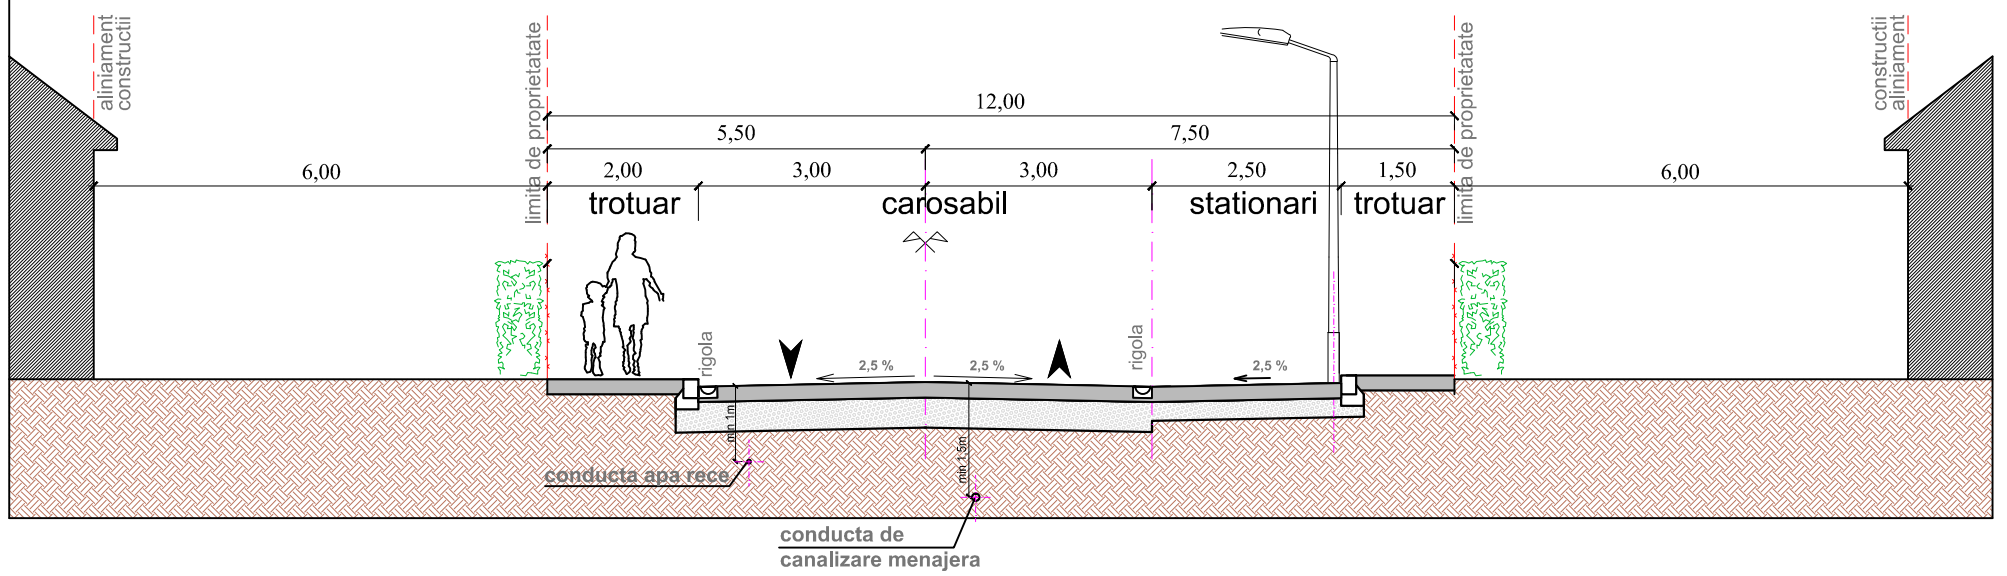 aliniament
constructii
limita de proprietate
12,00
5,50
7,50
6,00
2,00
3,00
3,00
2,50
1,50
6,00
trotuar
carosabil
stationari
trotuar
limita de proprietate
constructii
aliniament
rigola
2,5 %
2,5 %
rigola
2,5 %
min 1m
min 1,5m
conducta apa rece
conducta de
canalizare menajera